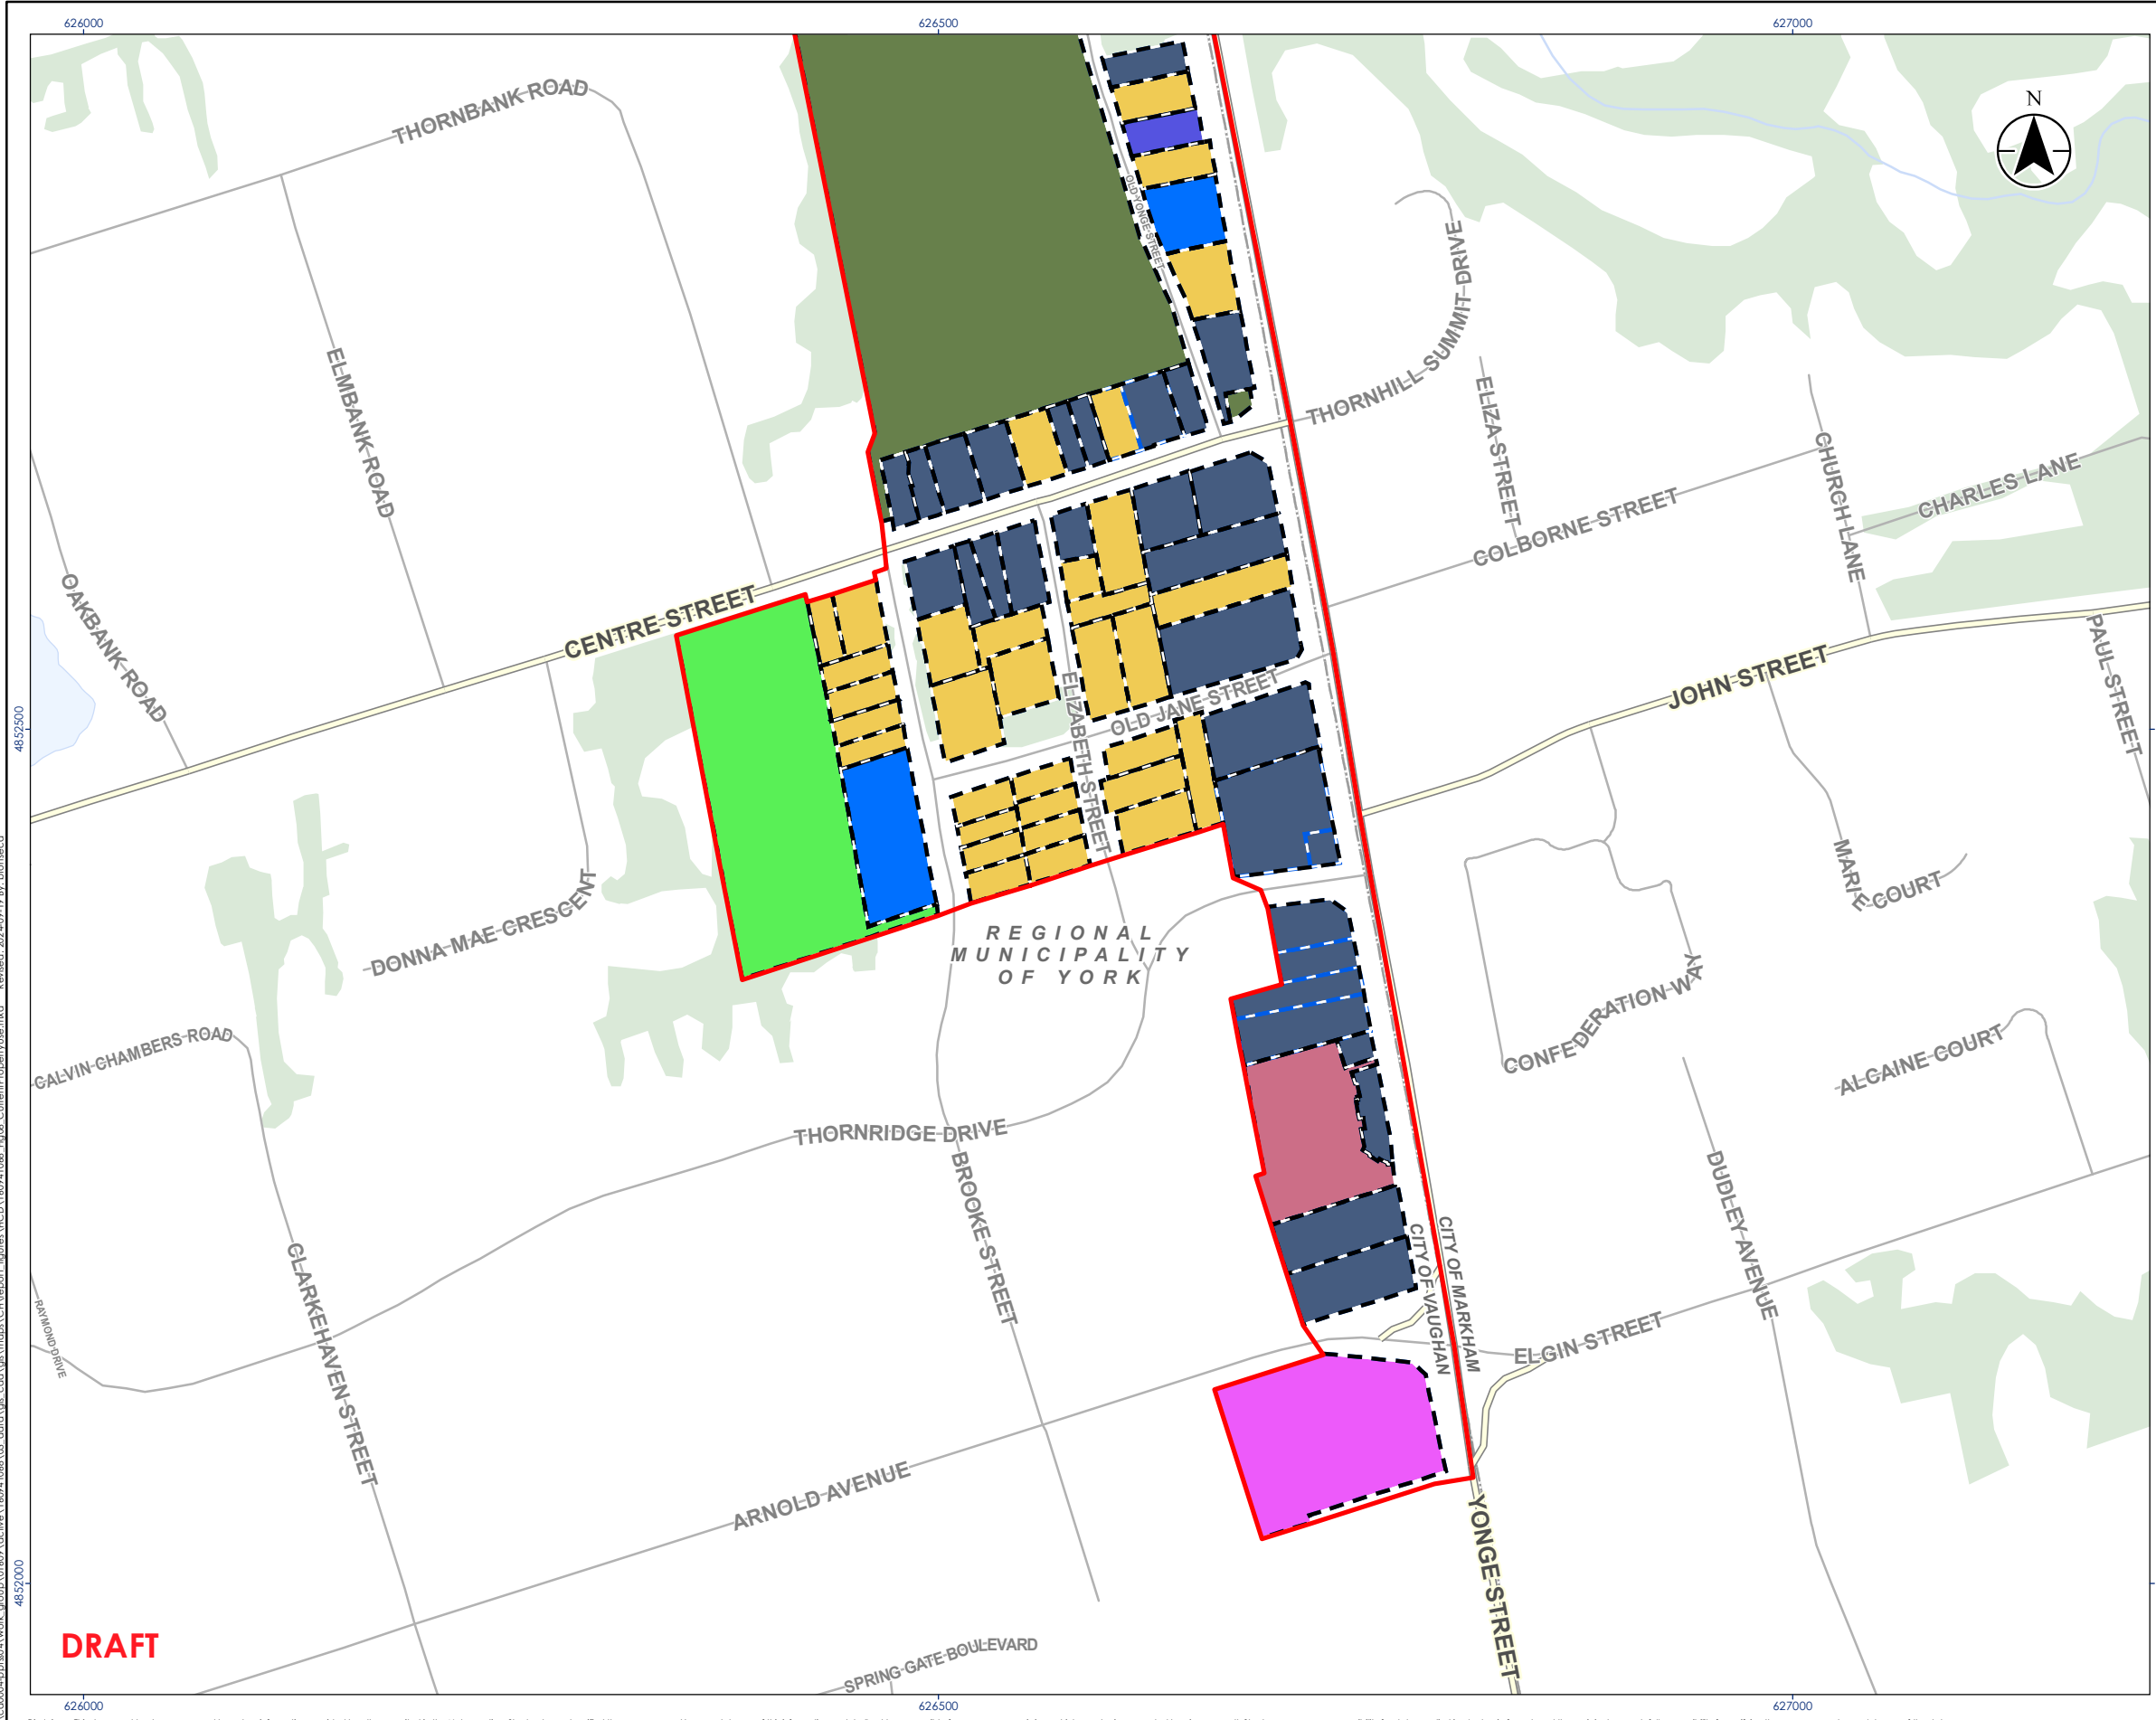 626000
626500
627000
N
THORNBANK ROAD
OLD YONGE STREET
THORNHILL SUMMIT DRIVE
ELMBANK ROAD
ELIZA STREET
CHURCH LANE
CHARLES LANE
COLBORNE STREET
OAKBANK ROAD
CENTRE STREET
JOHN STREET
PAUL STREET
4852500
ELIZABETH STREET
OLD JANE STREET
MARIE COURT
DONNA MAE CRESCENT
REGIONAL
MUNICIPALITY
OF YORK
CONFEDERATION WAY
CALVIN CHAMBERS ROAD
ALCAINE COURT
THORNRIDGE DRIVE
BROOKE STREET
DUDLEY AVENUE
CITY OF MARKHAM
CITY OF VAUGHAN
RAYMOND DRIVE
CLARKEHAVEN STREET
ELGIN STREET
ARNOLD AVENUE
YONGE STREET
4852000
DRAFT
SPRING GATE BOULEVARD
626000
626500
627000